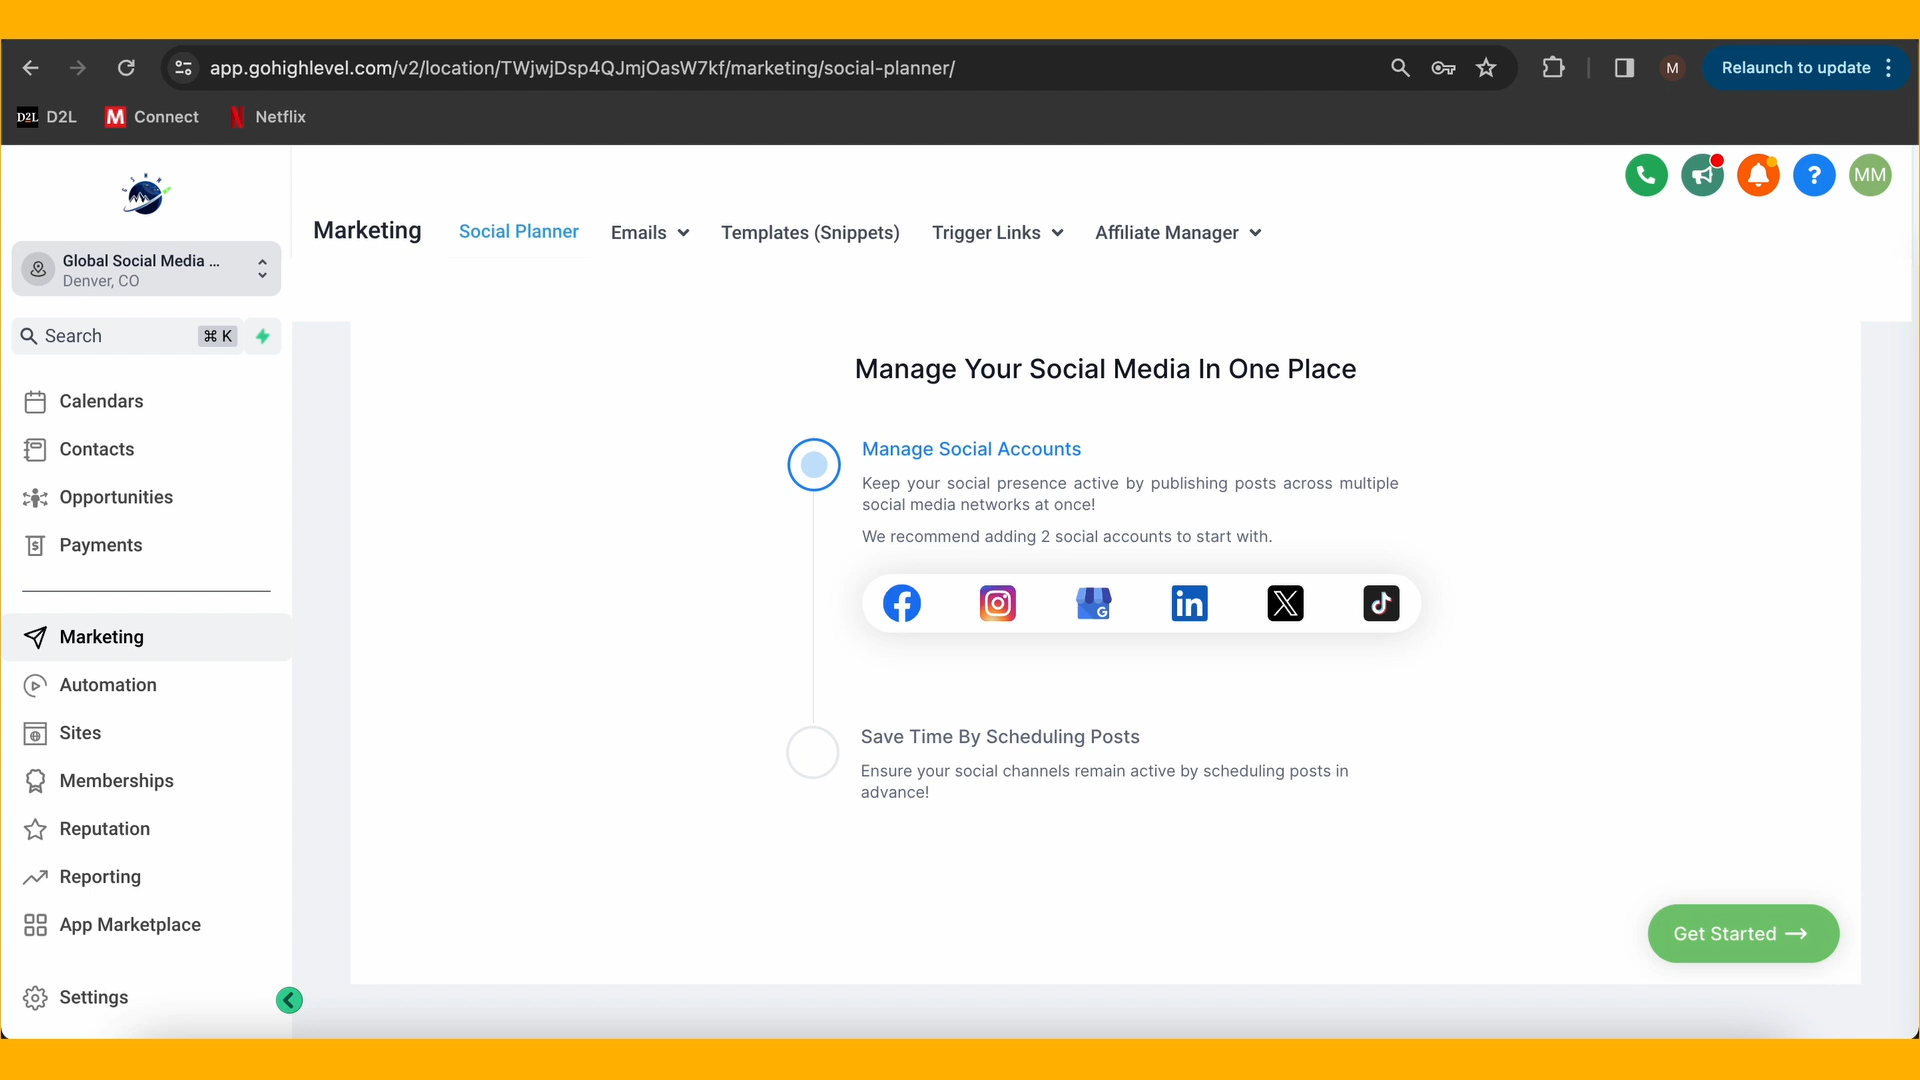 app.gohighlevel.com/v2/location/TWjwjDsp4QJmjOasW7kf/marketing/social-planner/
M
Relaunch to update
D2L D2L
M Connect
Netflix
MM
Marketing
Social Planner
Emails
Templates (Snippets)
Trigger Links
Affiliate Manager
Global Social Media ...
Denver, CO
Search
⌘ K
Calendars
Contacts
Opportunities
Payments
Marketing
Automation
Sites
Memberships
Reputation
Reporting
App Marketplace
Settings
Manage Your Social Media In One Place
Manage Social Accounts
Keep your social presence active by publishing posts across multiple
social media networks at once!
We recommend adding 2 social accounts to start with.
Save Time By Scheduling Posts
Ensure your social channels remain active by scheduling posts in
advance!
Get Started →